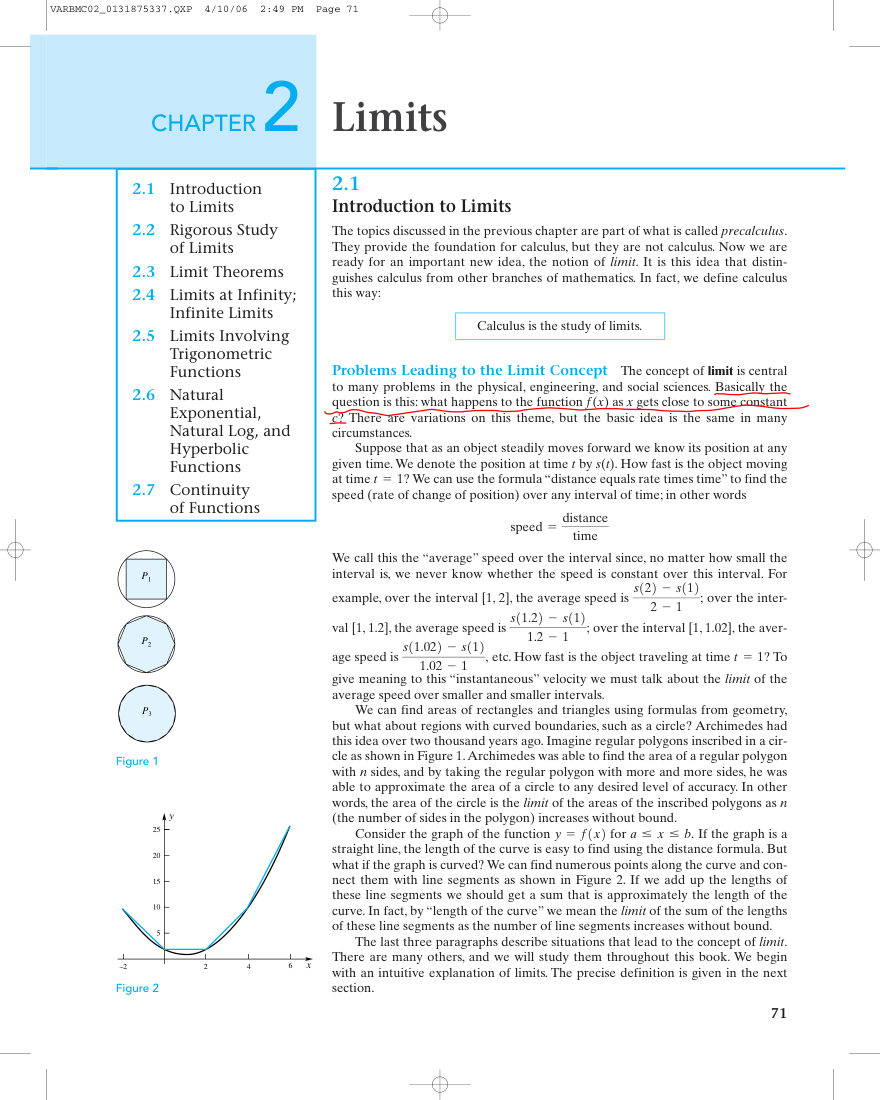 VARBMC02_0131875337.QXP 4/10/06 2:49 PM Page 71
CHAPTER 2 Limits
2.1 Introduction
to Limits
2.2 Rigorous Study
of Limits
2.3 Limit Theorems
2.4 Limits at Infinity;
Infinite Limits
2.5 Limits Involving
Trigonometric
Functions
2.6 Natural
Exponential,
Natural Log, and
Hyperbolic
Functions
2.7 Continuity
of Functions
P1
P2
P3
Figure 1
y
25
20
15
10
5
–2 2 4 6 x
Figure 2
2.1
Introduction to Limits
The topics discussed in the previous chapter are part of what is called precalculus.
They provide the foundation for calculus, but they are not calculus. Now we are
ready for an important new idea, the notion of limit. It is this idea that distin-
guishes calculus from other branches of mathematics. In fact, we define calculus
this way:
Calculus is the study of limits.
Problems Leading to the Limit Concept The concept of limit is central
to many problems in the physical, engineering, and social sciences. Basically the
question is this: what happens to the function f(x) as x gets close to some constant
c? There are variations on this theme, but the basic idea is the same in many
circumstances.
Suppose that as an object steadily moves forward we know its position at any
given time. We denote the position at time t by s(t). How fast is the object moving
at time t = 1? We can use the formula “distance equals rate times time” to find the
speed (rate of change of position) over any interval of time; in other words
speed = distance / time
We call this the “average” speed over the interval since, no matter how small the
interval is, we never know whether the speed is constant over this interval. For
example, over the interval [1, 2], the average speed is s(2) − s(1) / 2 − 1; over the inter-
val [1, 1.2], the average speed is s(1.2) − s(1) / 1.2 − 1; over the interval [1, 1.02], the aver-
age speed is s(1.02) − s(1) / 1.02 − 1, etc. How fast is the object traveling at time t = 1? To
give meaning to this “instantaneous” velocity we must talk about the limit of the
average speed over smaller and smaller intervals.
We can find areas of rectangles and triangles using formulas from geometry,
but what about regions with curved boundaries, such as a circle? Archimedes had
this idea over two thousand years ago. Imagine regular polygons inscribed in a cir-
cle as shown in Figure 1. Archimedes was able to find the area of a regular polygon
with n sides, and by taking the regular polygon with more and more sides, he was
able to approximate the area of a circle to any desired level of accuracy. In other
words, the area of the circle is the limit of the areas of the inscribed polygons as n
(the number of sides in the polygon) increases without bound.
Consider the graph of the function y = f(x) for a ≤ x ≤ b. If the graph is a
straight line, the length of the curve is easy to find using the distance formula. But
what if the graph is curved? We can find numerous points along the curve and con-
nect them with line segments as shown in Figure 2. If we add up the lengths of
these line segments we should get a sum that is approximately the length of the
curve. In fact, by “length of the curve” we mean the limit of the sum of the lengths
of these line segments as the number of line segments increases without bound.
The last three paragraphs describe situations that lead to the concept of limit.
There are many others, and we will study them throughout this book. We begin
with an intuitive explanation of limits. The precise definition is given in the next
section.
71